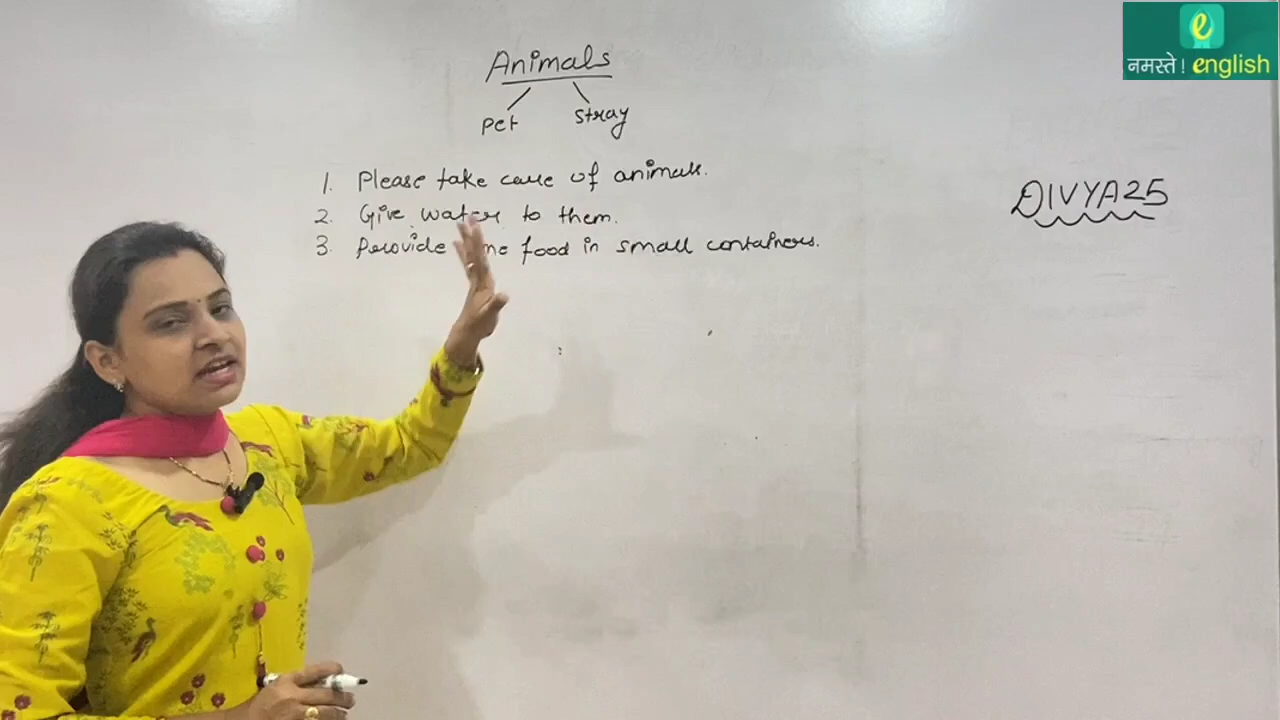 Animals
Pet
Stray
1. Please take care of animals.
2. Give water to them.
3. Provide food in small containers.
DIVYA25
e
नमस्ते! english